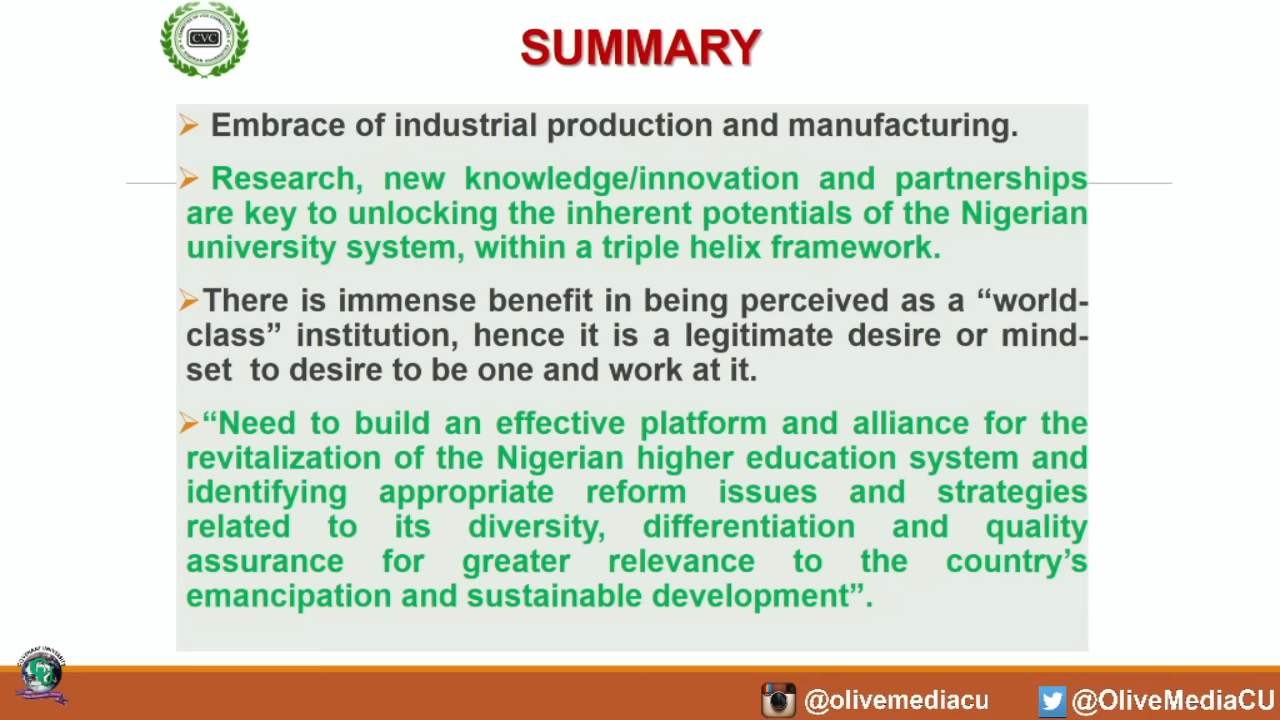 CVC
SUMMARY
Embrace of industrial production and manufacturing.
Research, new knowledge/innovation and partnerships
are key to unlocking the inherent potentials of the Nigerian
university system, within a triple helix framework.
There is immense benefit in being perceived as a “world-
class” institution, hence it is a legitimate desire or mind-
set to desire to be one and work at it.
“Need to build an effective platform and alliance for the
revitalization of the Nigerian higher education system and
identifying appropriate reform issues and strategies
related to its diversity, differentiation and quality
assurance for greater relevance to the country’s
emancipation and sustainable development”.
COVENANT UNIVERSITY
@olivemediacu
@OliveMediaCU